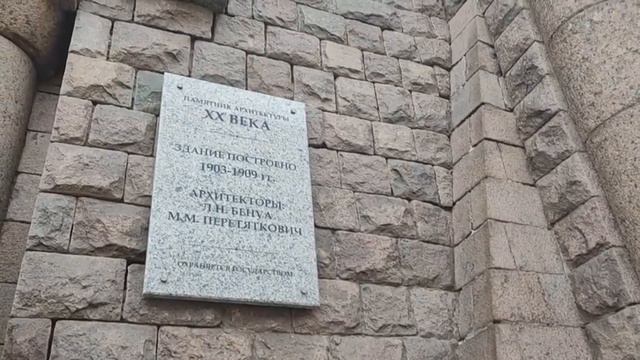 ПАМЯТНИК АРХИТЕКТУРЫ
XX ВЕКА
ЗДАНИЕ ПОСТРОЕНО
1903-1909 гг.
АРХИТЕКТОРЫ:
Л.Н. БЕНУА
М.М. ПЕРЕТЯТКОВИЧ
ОХРАНЯЕТСЯ ГОСУДАРСТВОМ